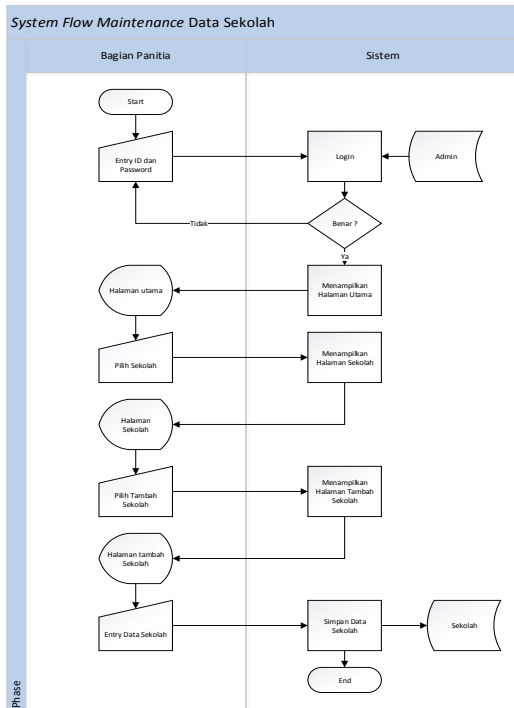 System Flow Maintenance Data Sekolah
Bagian Panitia
Sistem
Start
Entry ID dan
Password
Login
Admin
Tidak
Benar ?
Ya
Halaman utama
Menampilkan
Halaman Utama
Pilih Sekolah
Menampilkan
Halaman Sekolah
Halaman
Sekolah
Pilih Tambah
Sekolah
Menampilkan
Halaman Tambah
Sekolah
Halaman tambah
Sekolah
Entry Data Sekolah
Simpan Data
Sekolah
Sekolah
End
Phase